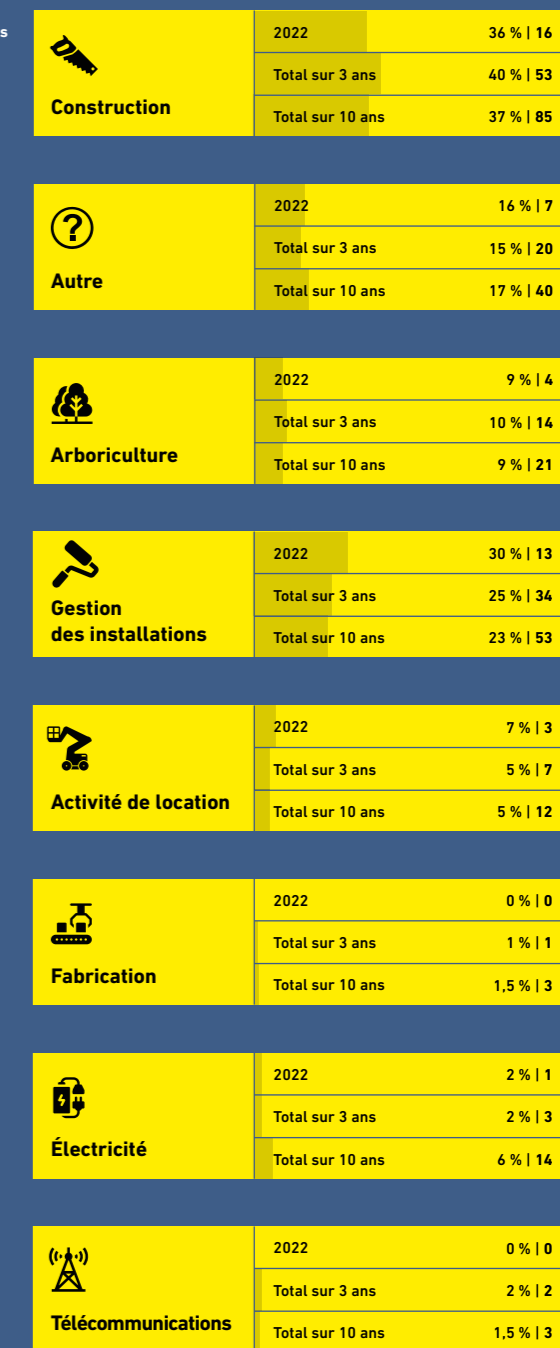 s
Construction
2022 36 % | 16
Total sur 3 ans 40 % | 53
Total sur 10 ans 37 % | 85
Autre
2022 16 % | 7
Total sur 3 ans 15 % | 20
Total sur 10 ans 17 % | 40
Arboriculture
2022 9 % | 4
Total sur 3 ans 10 % | 14
Total sur 10 ans 9 % | 21
Gestion
des installations
2022 30 % | 13
Total sur 3 ans 25 % | 34
Total sur 10 ans 23 % | 53
Activité de location
2022 7 % | 3
Total sur 3 ans 5 % | 7
Total sur 10 ans 5 % | 12
Fabrication
2022 0 % | 0
Total sur 3 ans 1 % | 1
Total sur 10 ans 1,5 % | 3
Électricité
2022 2 % | 1
Total sur 3 ans 2 % | 3
Total sur 10 ans 6 % | 14
Télécommunications
2022 0 % | 0
Total sur 3 ans 2 % | 2
Total sur 10 ans 1,5 % | 3